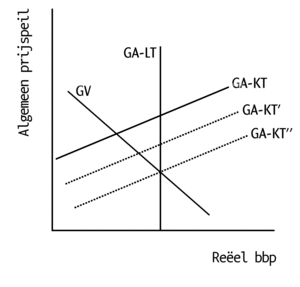 Algemeen prijspeil
GA-LT
GV
GA-KT
GA-KT'
GA-KT''
Reëel bbp